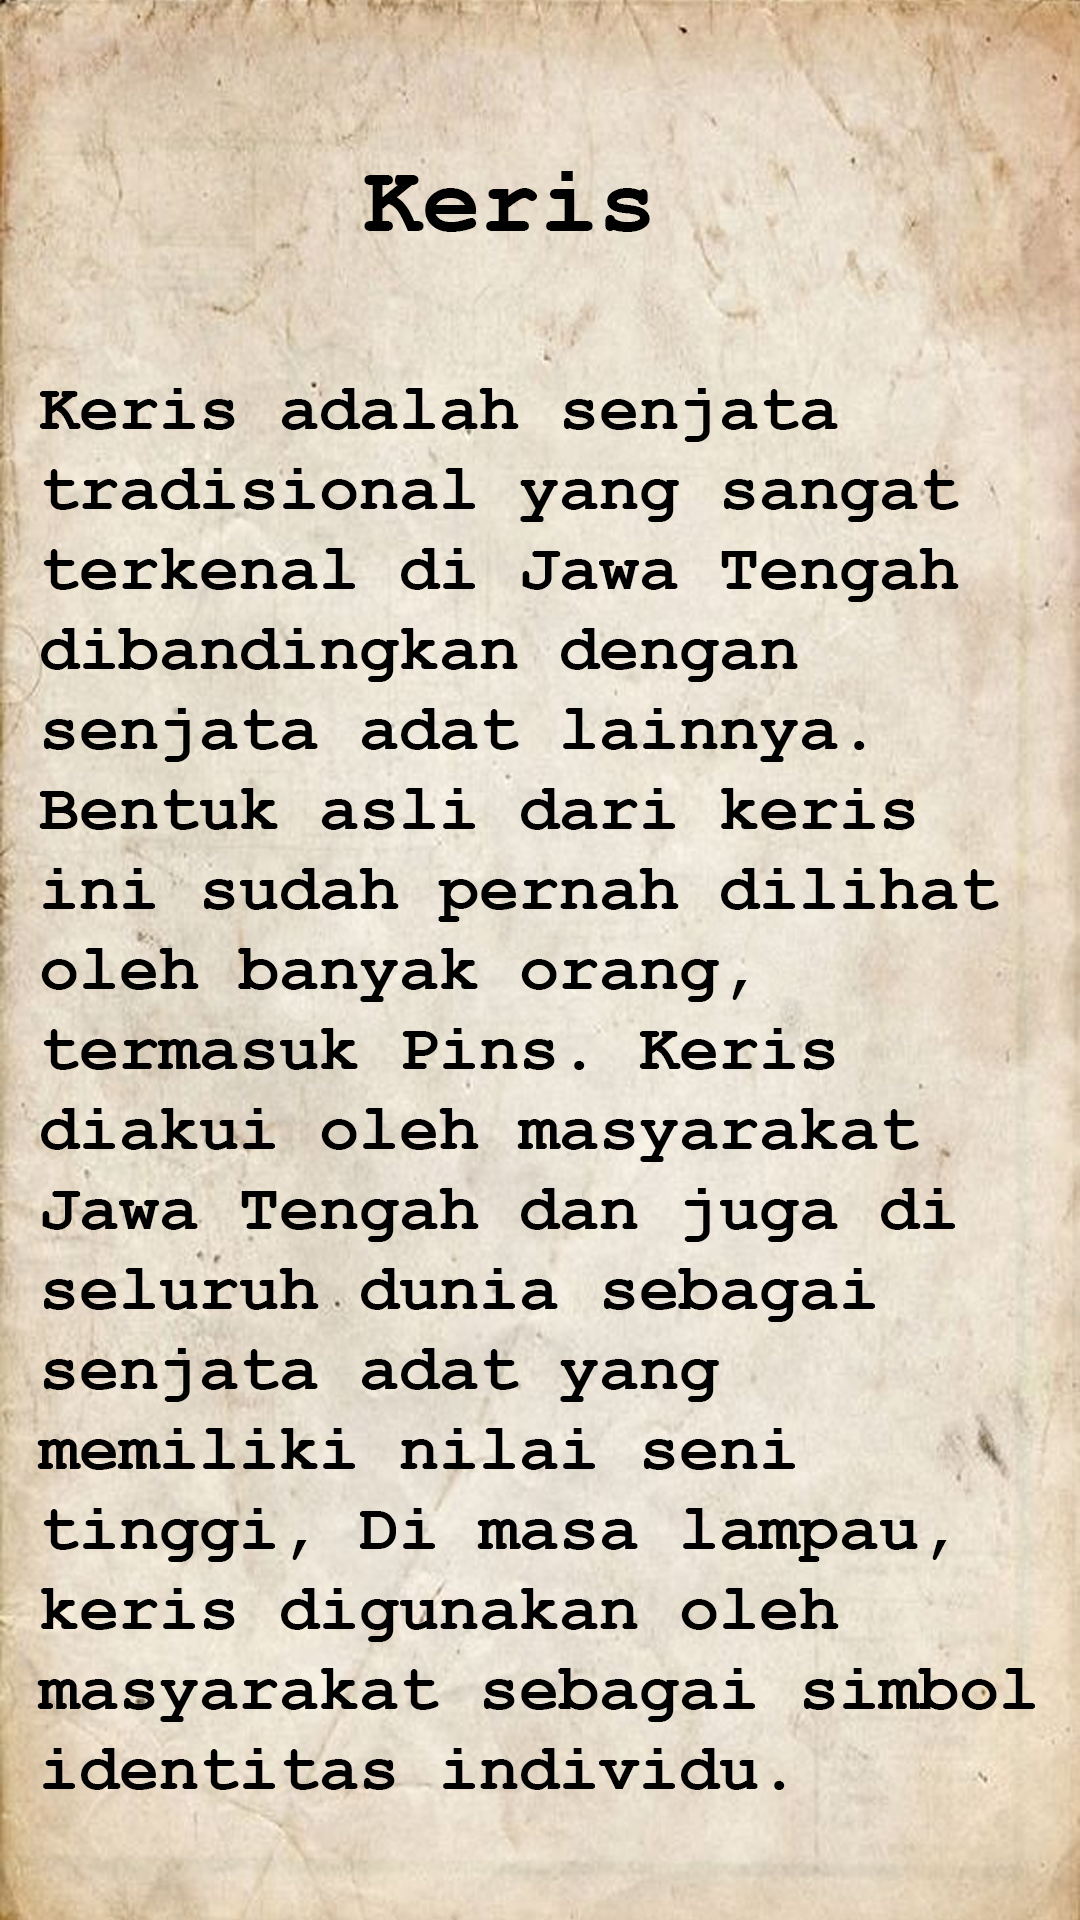 Keris
Keris adalah senjata
tradisional yang sangat
terkenal di Jawa Tengah
dibandingkan dengan
senjata adat lainnya.
Bentuk asli dari keris
ini sudah pernah dilihat
oleh banyak orang,
termasuk Pins. Keris
diakui oleh masyarakat
Jawa Tengah dan juga di
seluruh dunia sebagai
senjata adat yang
memiliki nilai seni
tinggi, Di masa lampau,
keris digunakan oleh
masyarakat sebagai simbol
identitas individu.